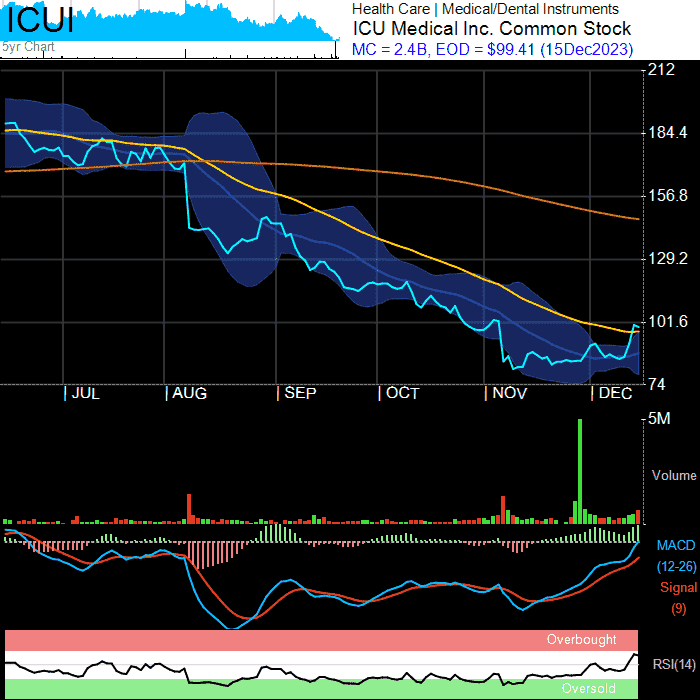 ICUI
5yr Chart
Health Care | Medical/Dental Instruments
ICU Medical Inc. Common Stock
MC = 2.4B, EOD = $99.41 (15Dec2023)
212
184.4
156.8
129.2
101.6
74
| JUL | AUG | SEP | OCT | NOV | DEC
5M
Volume
MACD
(12-26)
Signal
(9)
Overbought
RSI(14)
Oversold